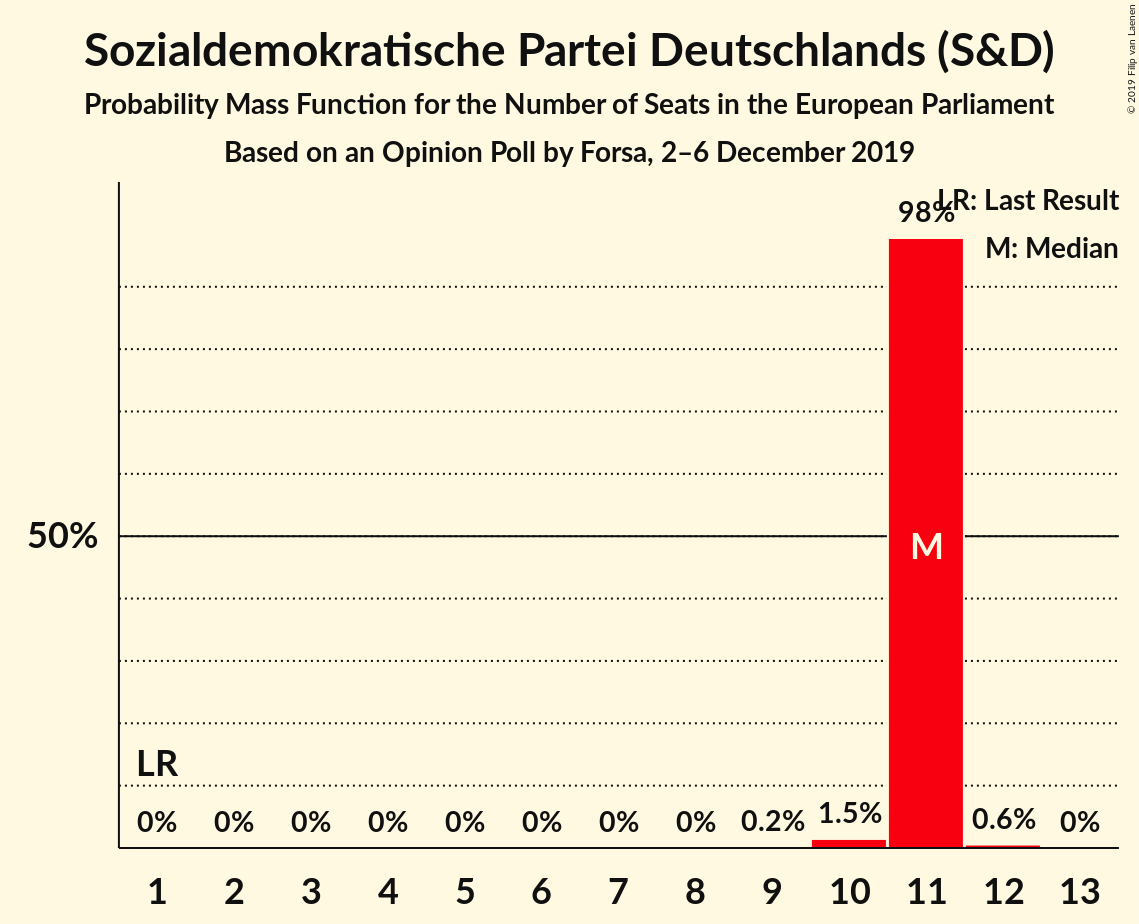 Sozialdemokratische Partei Deutschlands (S&D)
Probability Mass Function for the Number of Seats in the European Parliament
Based on an Opinion Poll by Forsa, 2–6 December 2019
© 2019 Filip van Laenen
LR: Last Result
M: Median
98%
50%
M
LR
0% 0% 0% 0% 0% 0% 0% 0% 0.2% 1.5% 0.6% 0%
1 2 3 4 5 6 7 8 9 10 11 12 13